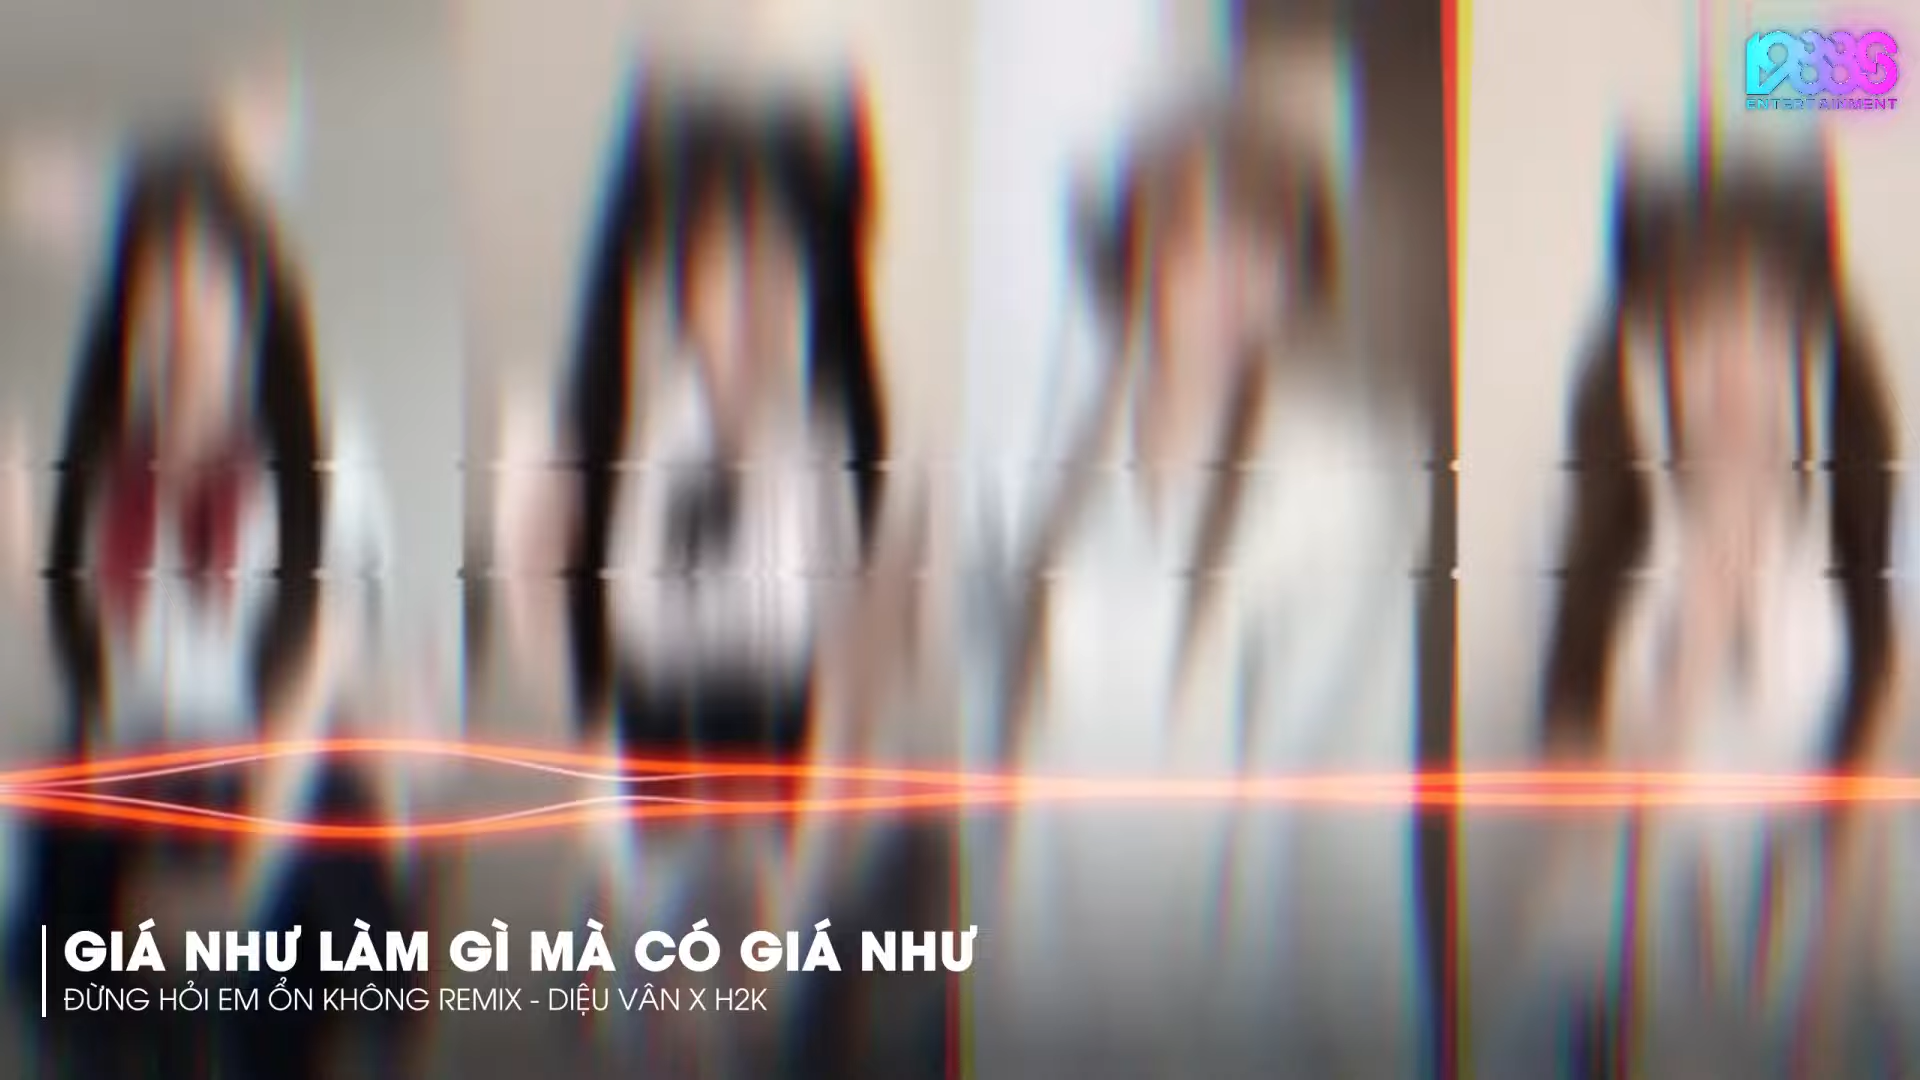 1988S
ENTERTAINMENT
GIÁ NHƯ LÀM GÌ MÀ CÓ GIÁ NHƯ
ĐỪNG HỎI EM ỔN KHÔNG REMIX - DIỆU VÂN X H2K